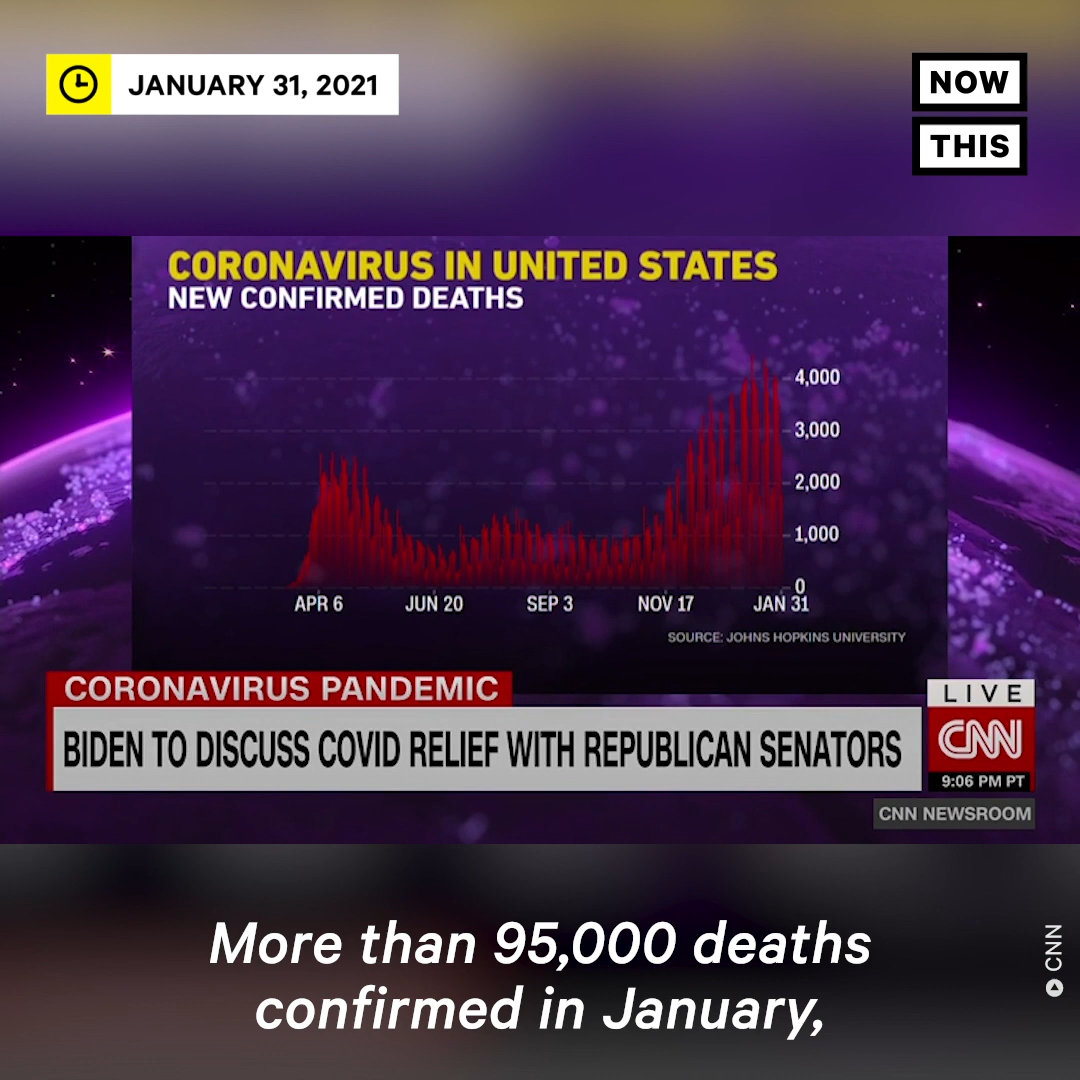 JANUARY 31, 2021
NOW
THIS
CORONAVIRUS IN UNITED STATES
NEW CONFIRMED DEATHS
4,000
3,000
2,000
1,000
0
APR 6 JUN 20 SEP 3 NOV 17 JAN 31
SOURCE: JOHNS HOPKINS UNIVERSITY
CORONAVIRUS PANDEMIC
BIDEN TO DISCUSS COVID RELIEF WITH REPUBLICAN SENATORS
LIVE
CNN
9:06 PM PT
CNN NEWSROOM
More than 95,000 deaths
confirmed in January,
CNN